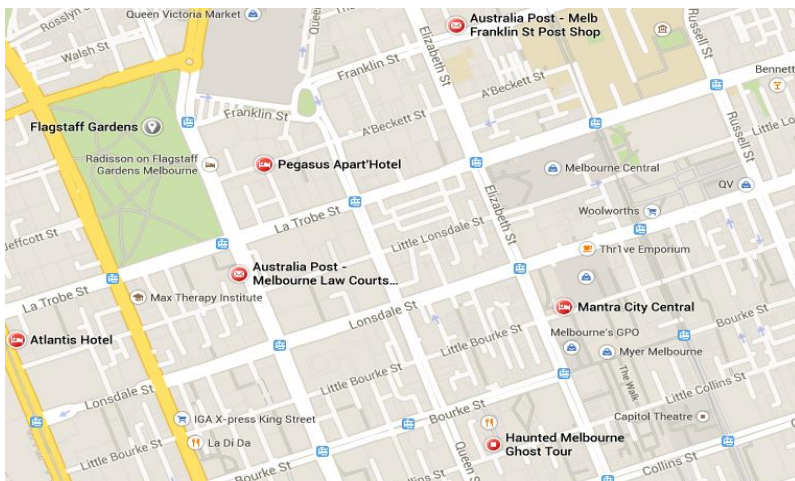 Rosslyn St
Queen Victoria Market
Queen
Australia Post - Melb
Franklin St Post Shop
Russell St
Walsh St
Elizabeth St
Franklin St
Bennett
A'Beckett St
Flagstaff Gardens
Franklin St
A'Beckett St
Russell St
Little Lo
Radisson on Flagstaff
Gardens Melbourne
Pegasus Apart'Hotel
Melbourne Central
QV
La Trobe St
Elizabeth St
Woolworths
Jeffcott St
Little Lonsdale St
Thr1ve Emporium
Australia Post -
Melbourne Law Courts...
Max Therapy Institute
La Trobe St
Lonsdale St
Mantra City Central
Bourke St
Atlantis Hotel
Melbourne's GPO
Little Bourke St
Myer Melbourne
The Walk
Little Collins St
Little Bourke St
Lonsdale St
IGA X-press King Street
Bourke St
Capitol Theatre
La Di Da
Haunted Melbourne
Ghost Tour
Little Bourke St
Queen St
Bourke St
Collins St